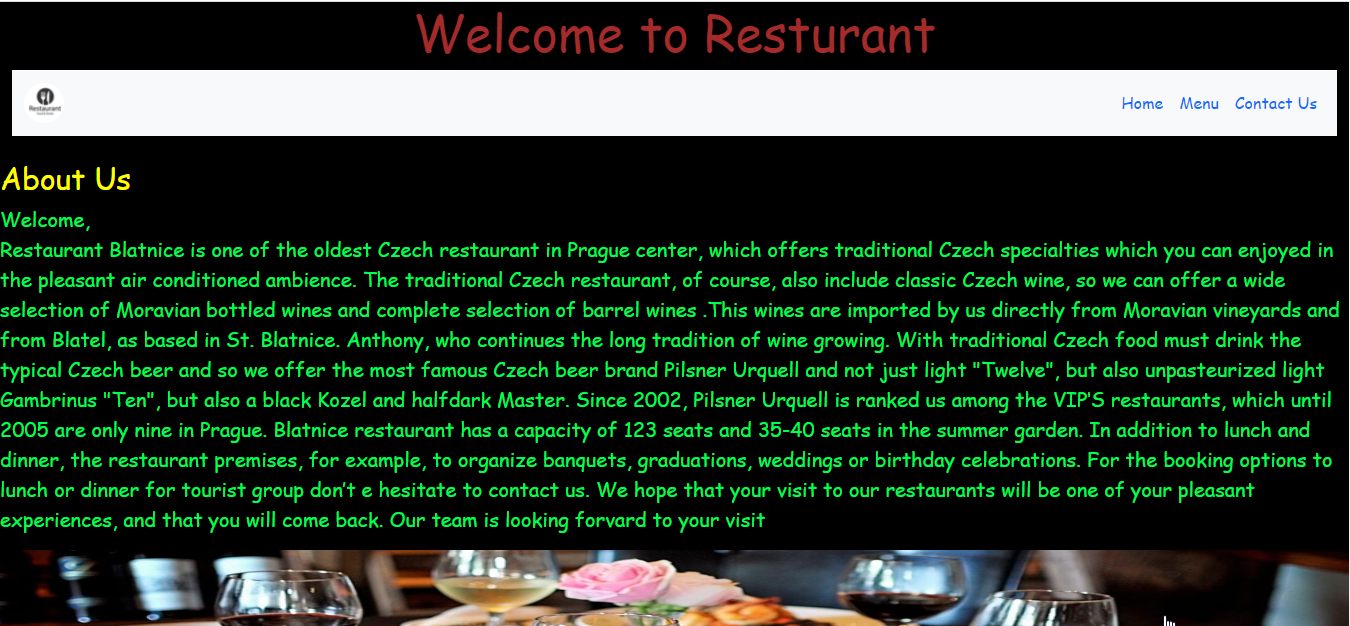 Welcome to Resturant
Restaurant
Home Menu Contact Us
About Us
Welcome,
Restaurant Blatnice is one of the oldest Czech restaurant in Prague center, which offers traditional Czech specialties which you can enjoyed in
the pleasant air conditioned ambience. The traditional Czech restaurant, of course, also include classic Czech wine, so we can offer a wide
selection of Moravian bottled wines and complete selection of barrel wines .This wines are imported by us directly from Moravian vineyards and
from Blatel, as based in St. Blatnice. Anthony, who continues the long tradition of wine growing. With traditional Czech food must drink the
typical Czech beer and so we offer the most famous Czech beer brand Pilsner Urquell and not just light "Twelve", but also unpasteurized light
Gambrinus "Ten", but also a black Kozel and halfdark Master. Since 2002, Pilsner Urquell is ranked us among the VIP'S restaurants, which until
2005 are only nine in Prague. Blatnice restaurant has a capacity of 123 seats and 35-40 seats in the summer garden. In addition to lunch and
dinner, the restaurant premises, for example, to organize banquets, graduations, weddings or birthday celebrations. For the booking options to
lunch or dinner for tourist group don't e hesitate to contact us. We hope that your visit to our restaurants will be one of your pleasant
experiences, and that you will come back. Our team is looking forvard to your visit